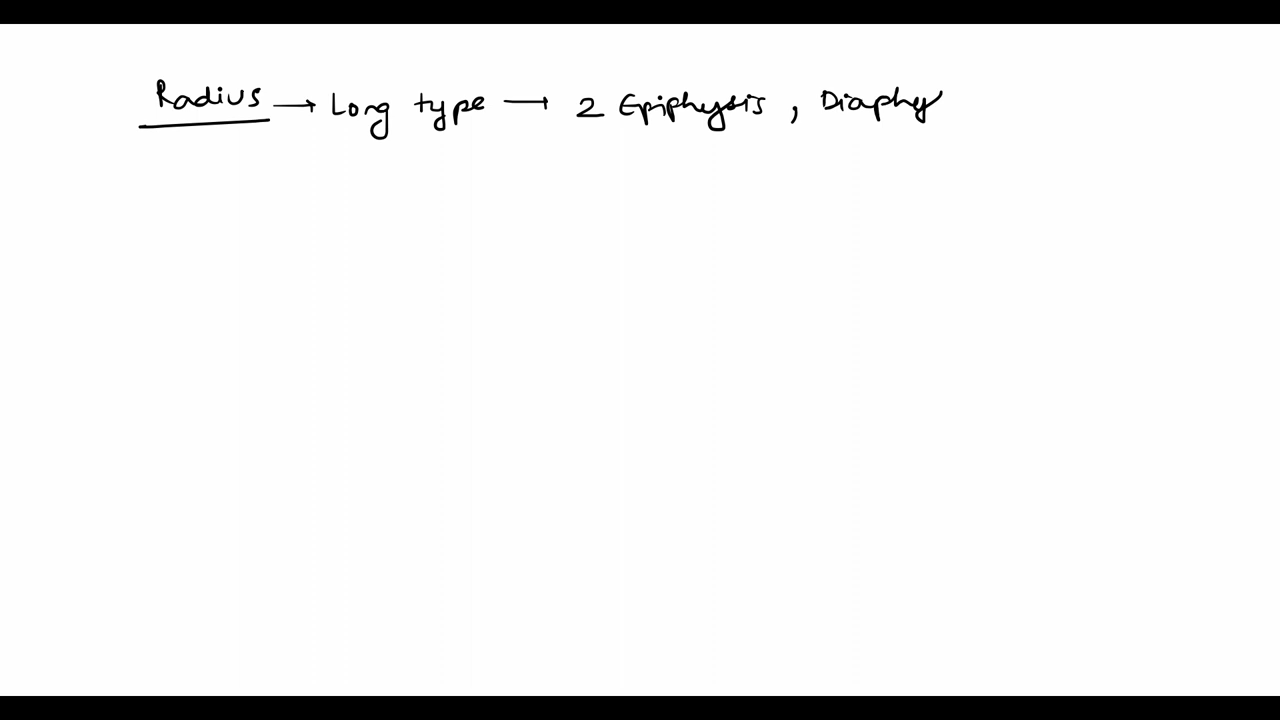 Radius → Long type → 2 Epiphysis , Diaphy